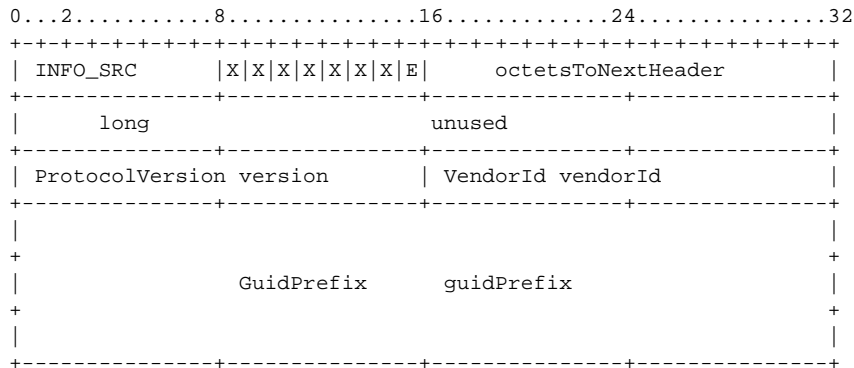 0...2...........8...............16.............24...............32
+-+-+-+-+-+-+-+-+-+-+-+-+-+-+-+-+-+-+-+-+-+-+-+-+-+-+-+-+-+-+-+-+
| INFO_SRC      |X|X|X|X|X|X|X|E|     octetsToNextHeader        |
+---------------+---------------+---------------+---------------+
|      long                     unused                          |
+---------------+---------------+---------------+---------------+
| ProtocolVersion version       | VendorId vendorId             |
+---------------+---------------+---------------+---------------+
|                                                               |
+                                                               +
|                 GuidPrefix      guidPrefix                    |
+                                                               +
|                                                               |
+---------------+---------------+---------------+---------------+